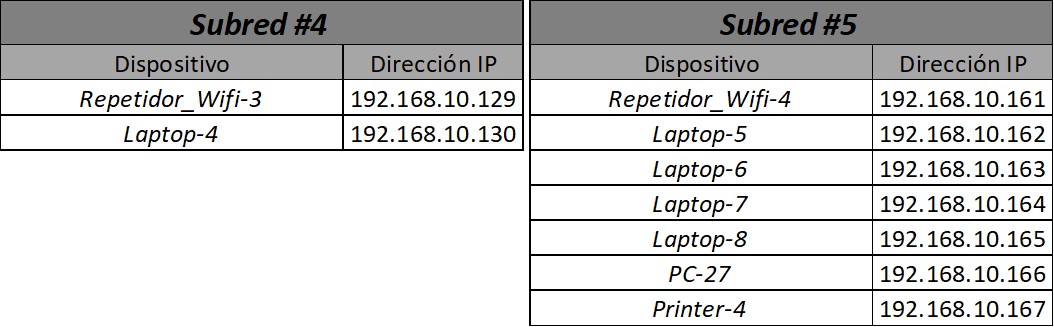 Subred #4
Dispositivo Dirección IP
Repetidor_Wifi-3 192.168.10.129
Laptop-4 192.168.10.130
Subred #5
Dispositivo Dirección IP
Repetidor_Wifi-4 192.168.10.161
Laptop-5 192.168.10.162
Laptop-6 192.168.10.163
Laptop-7 192.168.10.164
Laptop-8 192.168.10.165
PC-27 192.168.10.166
Printer-4 192.168.10.167